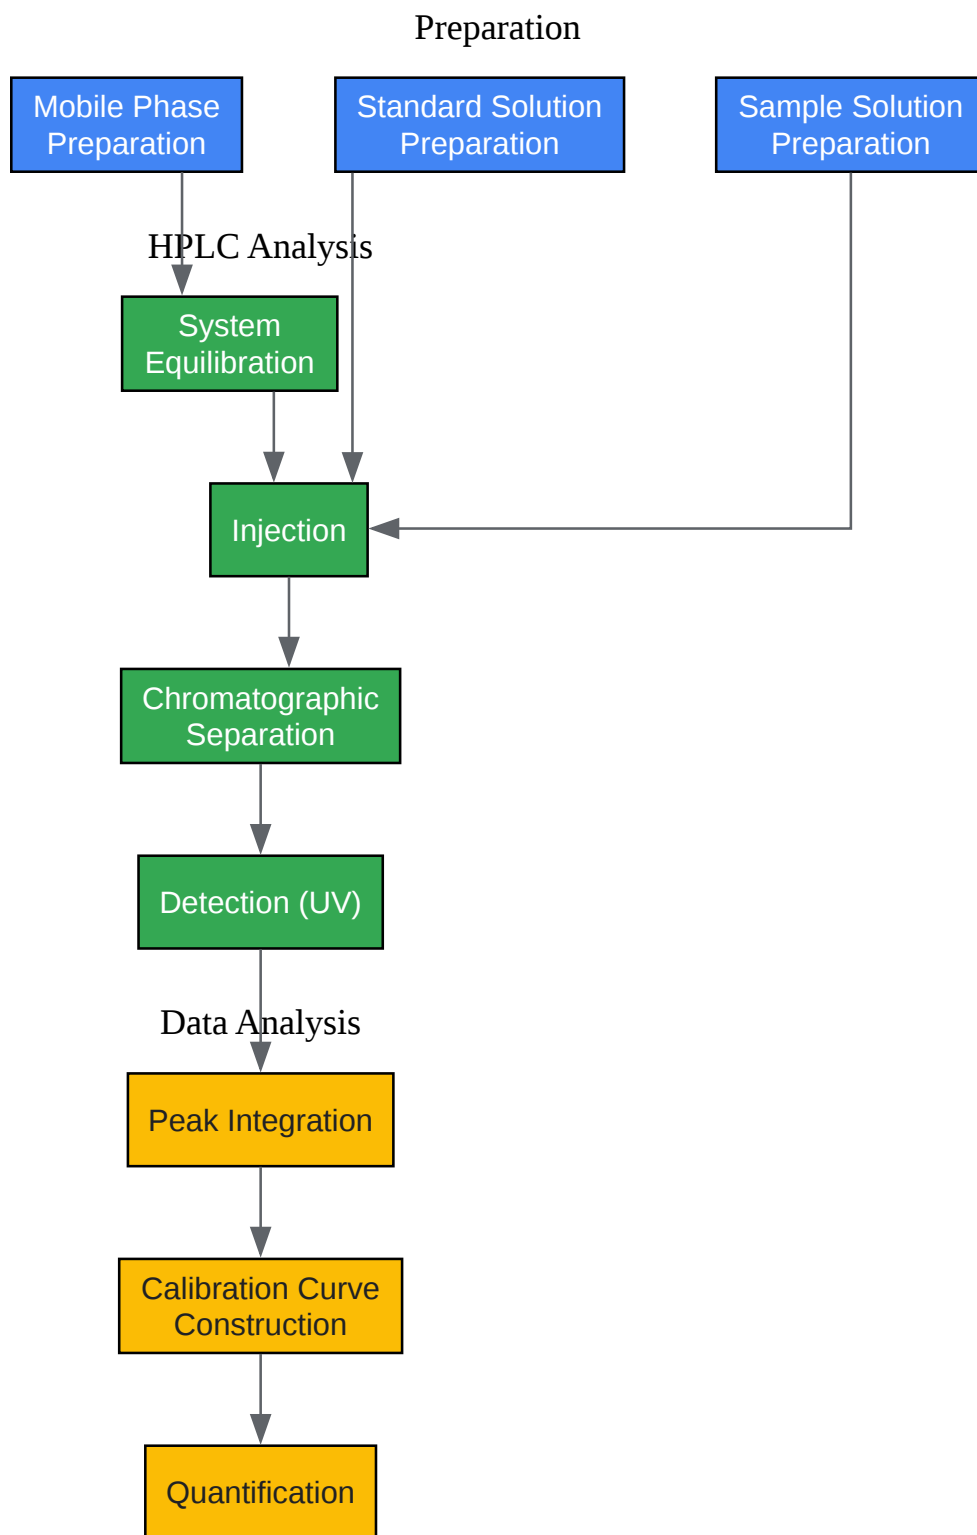 Preparation
Mobile Phase
Preparation
Standard Solution
Preparation
Sample Solution
Preparation
HPLC Analysis
System
Equilibration
Injection
Chromatographic
Separation
Detection (UV)
Data Analysis
Peak Integration
Calibration Curve
Construction
Quantification